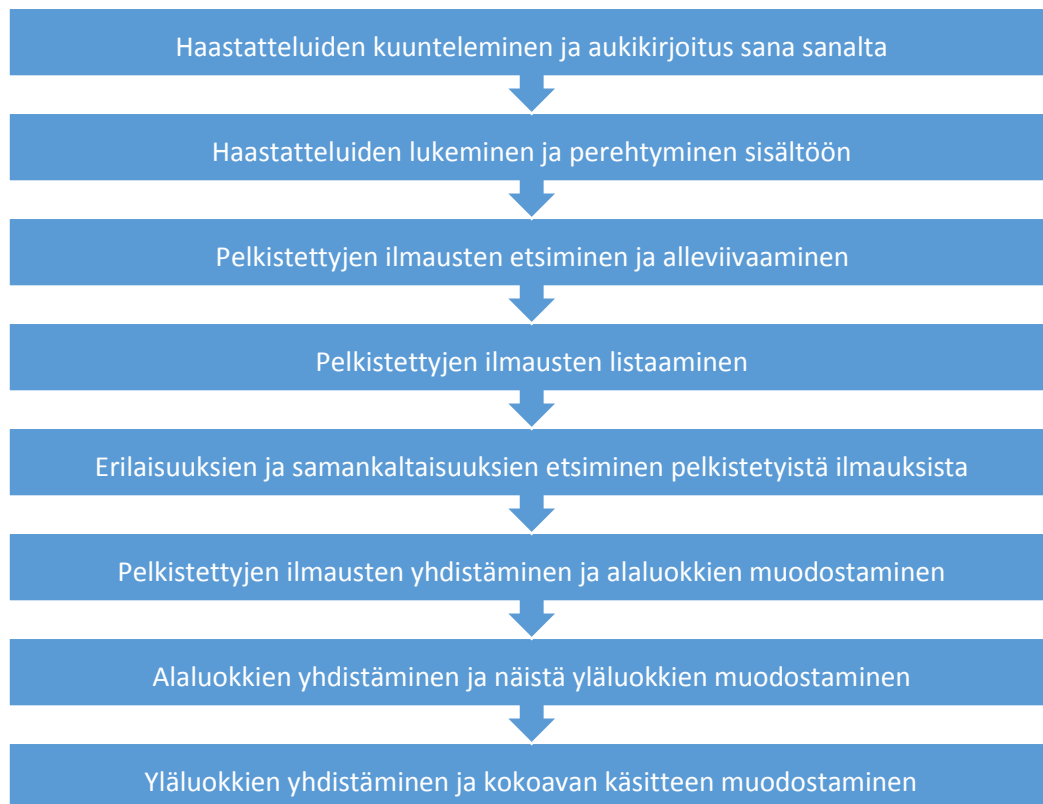 Haastatteluiden kuunteleminen ja aukikirjoitus sana sanalta
Haastatteluiden lukeminen ja perehtyminen sisältöön
Pelkistettyjen ilmausten etsiminen ja alleviivaaminen
Pelkistettyjen ilmausten listaaminen
Erilaisuuksien ja samankaltaisuuksien etsiminen pelkistetyistä ilmauksista
Pelkistettyjen ilmausten yhdistäminen ja alaluokkien muodostaminen
Alaluokkien yhdistäminen ja näistä yläluokkien muodostaminen
Yläluokkien yhdistäminen ja kokoavan käsitteen muodostaminen